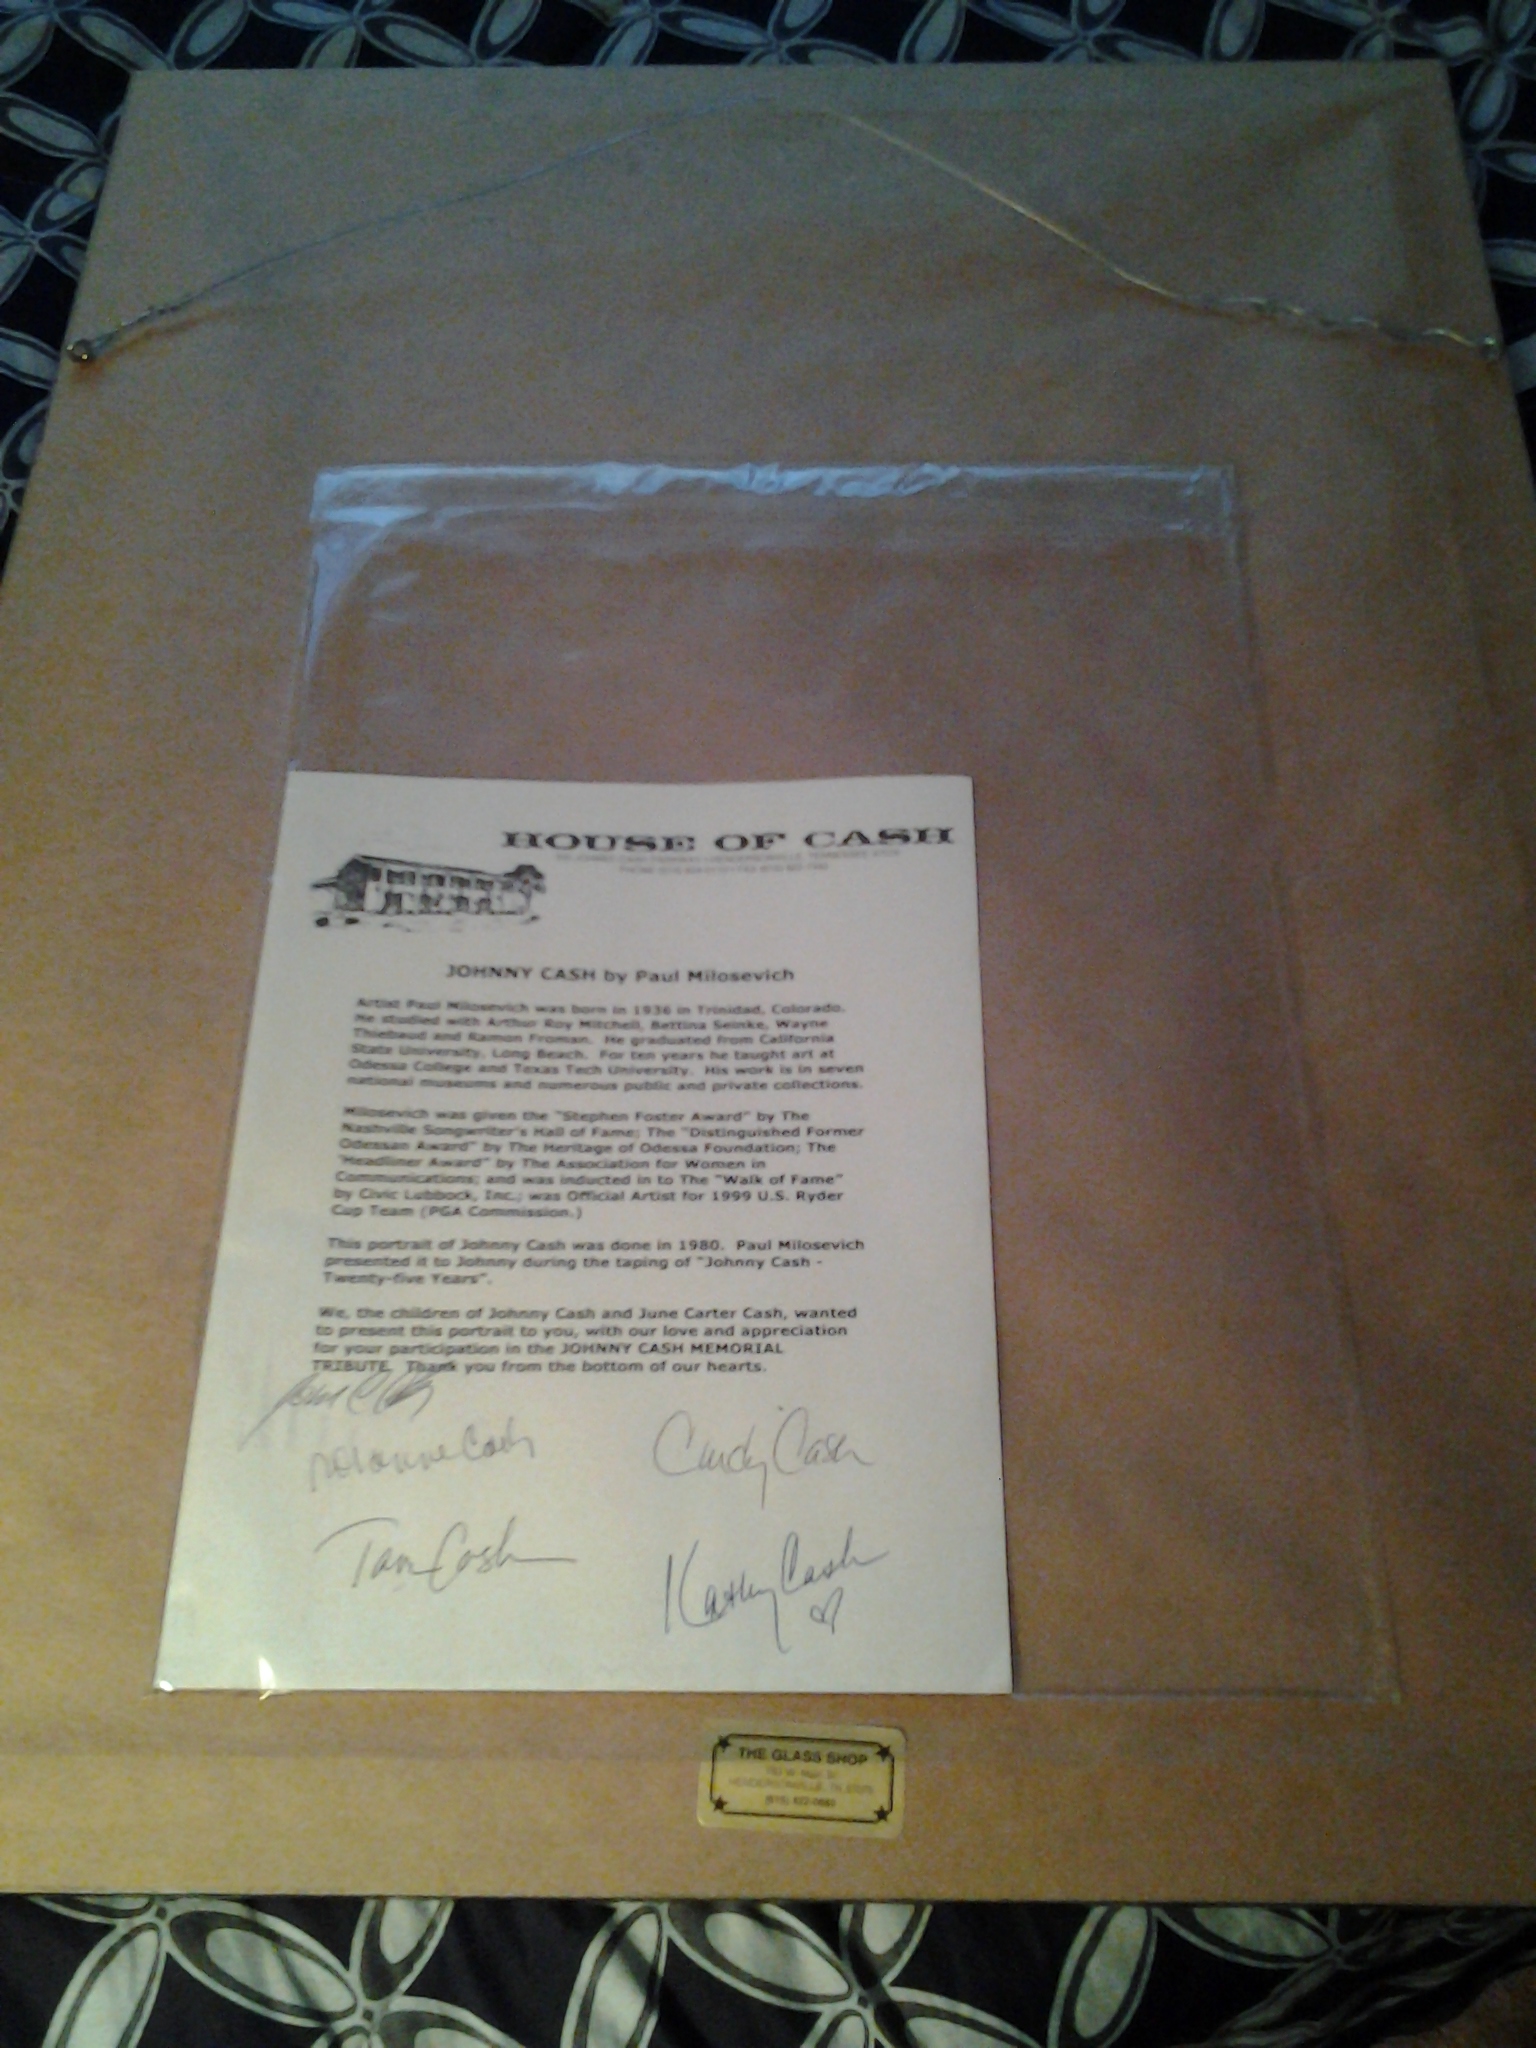 HOUSE OF CASH
JOHNNY CASH by Paul Milosevich
Artist Paul Milosevich was born in 1936 in Trinidad, Colorado.
He studied with Arthur Roy Mitchell, Bettina Seinke, Wayne
Thiebaud and Ramon Froman. He graduated from California
State University, Long Beach. For ten years he taught art at
Odessa College and Texas Tech University. His work is in seven
national museums and numerous public and private collections.
Milosevich was given the "Stephen Foster Award" by The
Nashville Songwriter's Hall of Fame; The "Distinguished Former
Odessan Award" by The Heritage of Odessa Foundation; The
"Headliner Award" by The Association for Women in
Communications; and was inducted in to The "Walk of Fame"
by Civic Lubbock, Inc.; was Official Artist for 1999 U.S. Ryder
Cup Team (PGA Commission.)
This portrait of Johnny Cash was done in 1980. Paul Milosevich
presented it to Johnny during the taping of "Johnny Cash -
Twenty-five Years".
We, the children of Johnny Cash and June Carter Cash, wanted
to present this portrait to you, with our love and appreciation
for your participation in the JOHNNY CASH MEMORIAL
TRIBUTE. Thank you from the bottom of our hearts.
Rosanne Cash
Cindy Cash
Tara Cash
Kathy Cash
THE GLASS SHOP
HENDERSONVILLE, TN